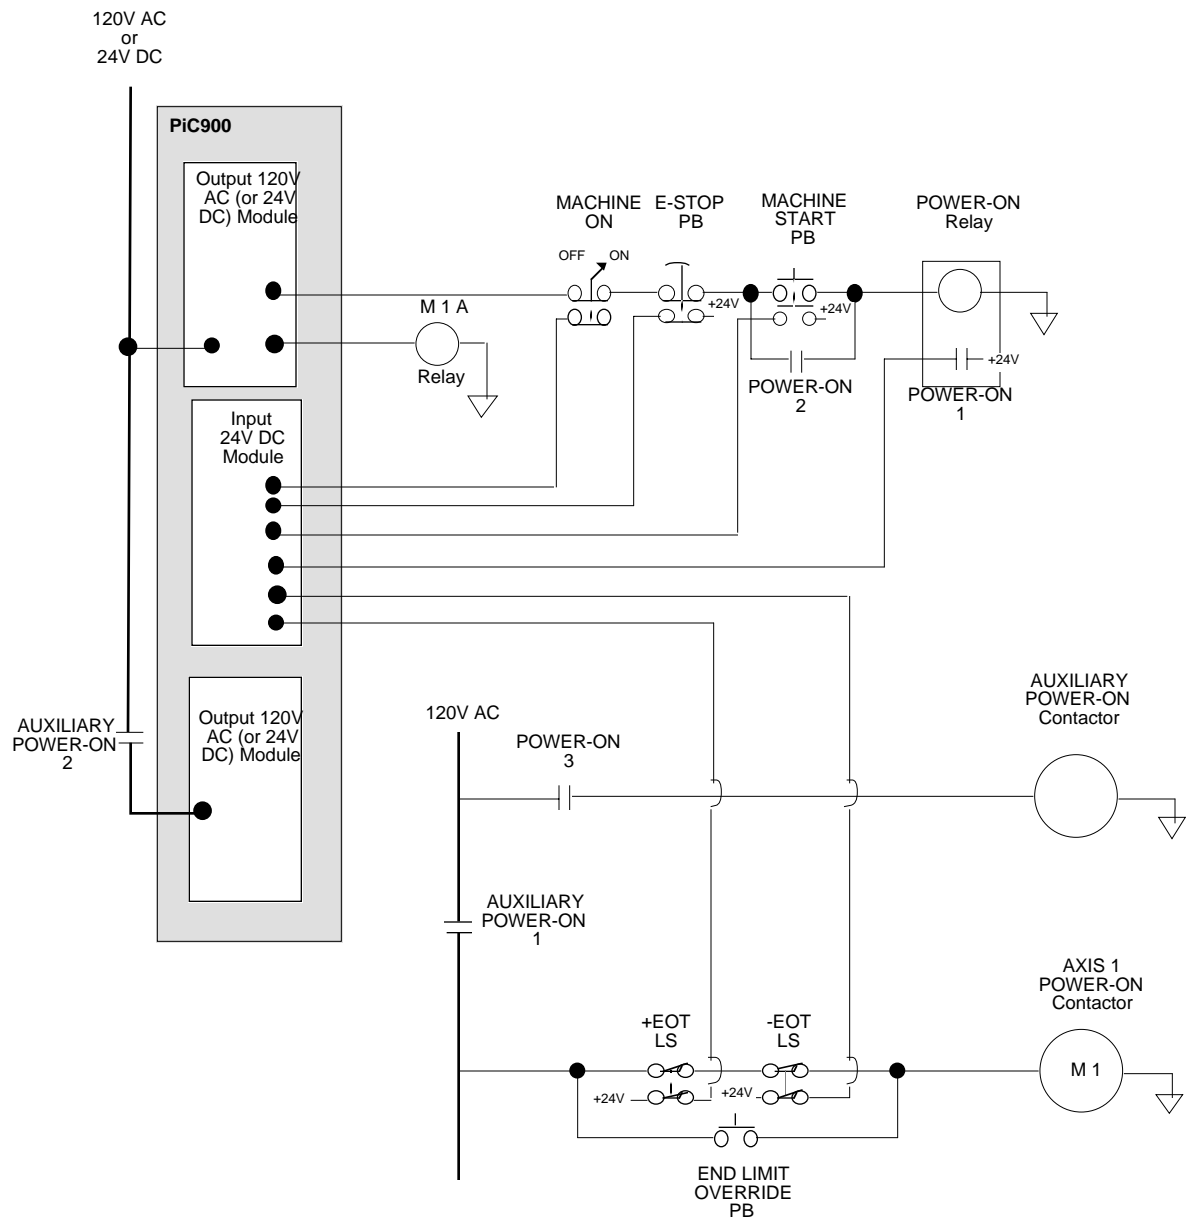 120V AC
or
24V DC
PiC900
Output 120V
AC (or 24V
DC) Module
MACHINE
ON
E-STOP
PB
MACHINE
START
PB
POWER-ON
Relay
OFF
ON
+24V
+24V
M 1 A
Relay
+24V
POWER-ON
2
POWER-ON
1
Input
24V DC
Module
AUXILIARY
POWER-ON
2
Output 120V
AC (or 24V
DC) Module
120V AC
POWER-ON
3
AUXILIARY
POWER-ON
Contactor
AUXILIARY
POWER-ON
1
AXIS 1
POWER-ON
Contactor
+EOT
LS
-EOT
LS
M 1
+24V
+24V
END LIMIT
OVERRIDE
PB